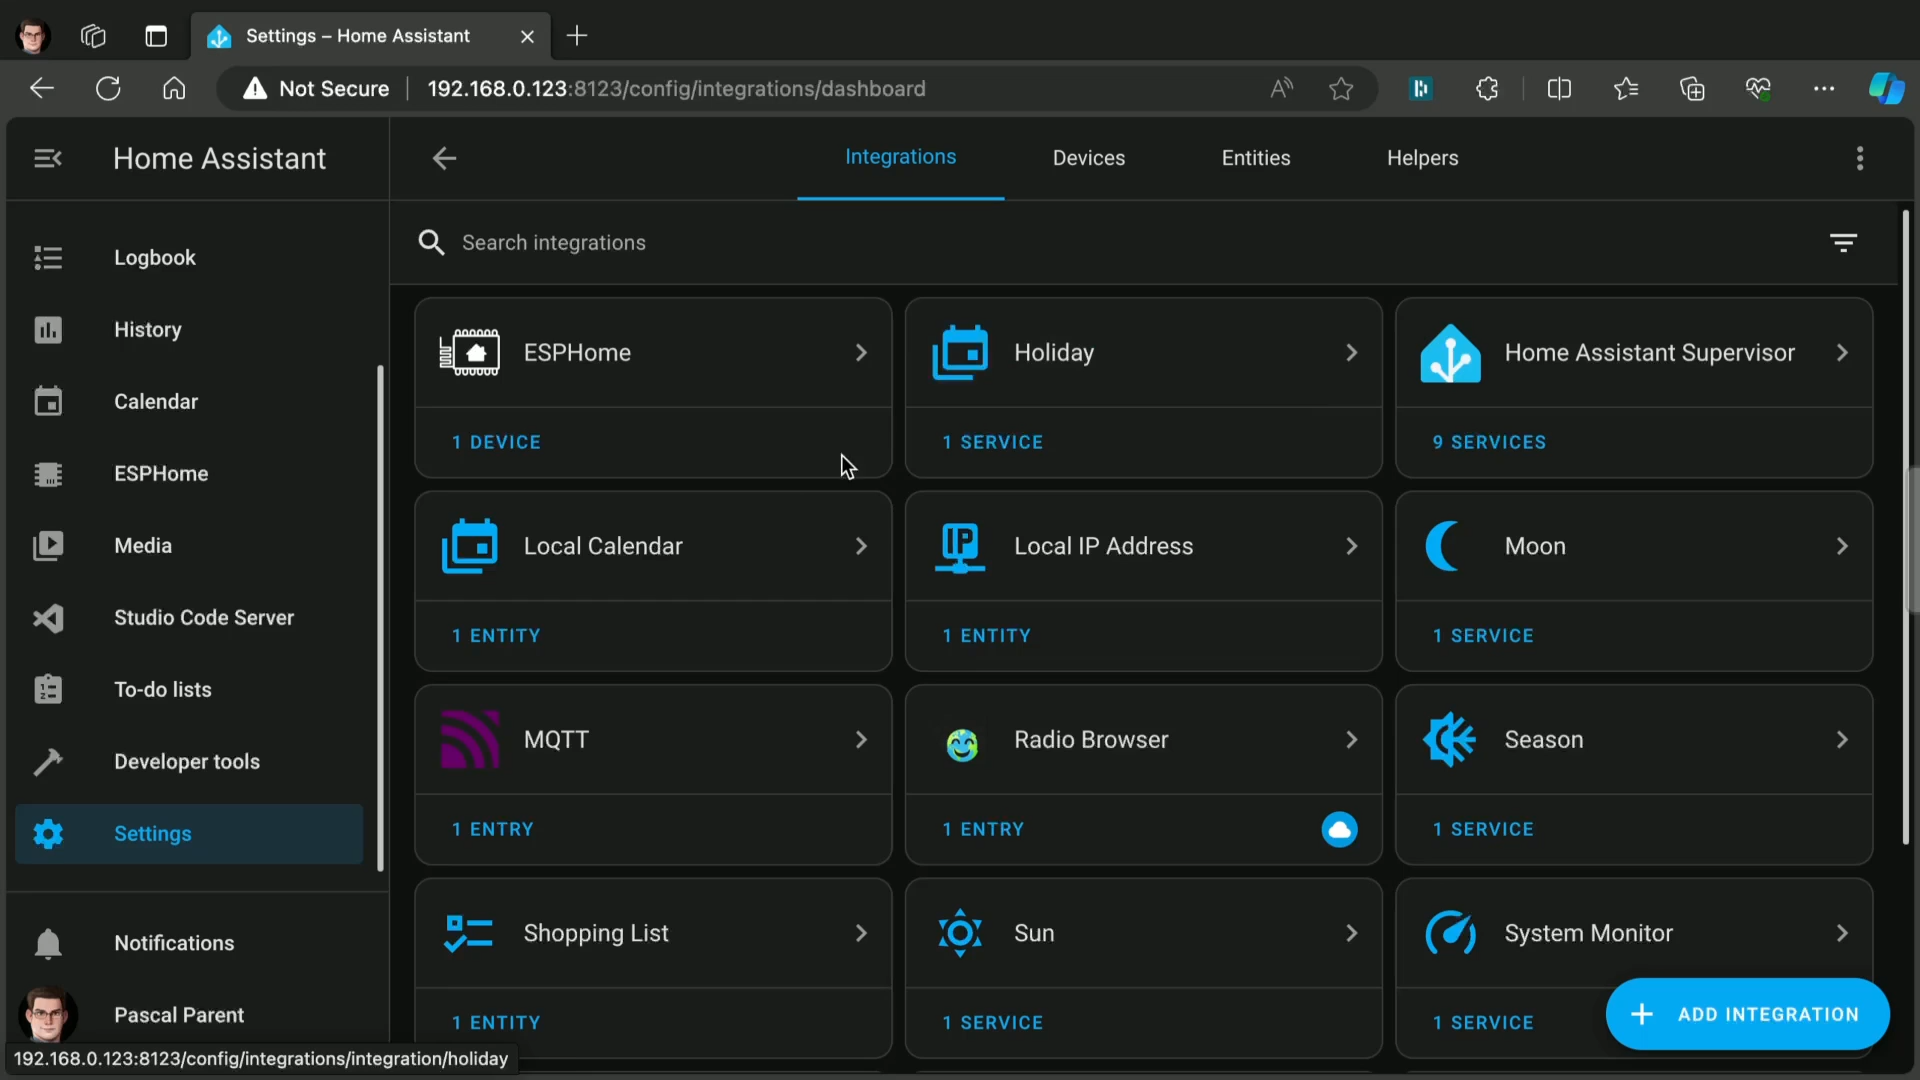 Settings – Home Assistant
Not Secure
192.168.0.123:8123/config/integrations/dashboard
Home Assistant
Integrations
Devices
Entities
Helpers
Search integrations
Logbook
History
Calendar
ESPHome
Media
Studio Code Server
To-do lists
Developer tools
Settings
Notifications
Pascal Parent
ESPHome
1 DEVICE
Holiday
1 SERVICE
Home Assistant Supervisor
9 SERVICES
Local Calendar
1 ENTITY
IP
Local IP Address
1 ENTITY
Moon
1 SERVICE
MQTT
1 ENTRY
Radio Browser
1 ENTRY
Season
1 SERVICE
Shopping List
1 ENTITY
Sun
1 SERVICE
System Monitor
1 SERVICE
ADD INTEGRATION
192.168.0.123:8123/config/integrations/integration/holiday